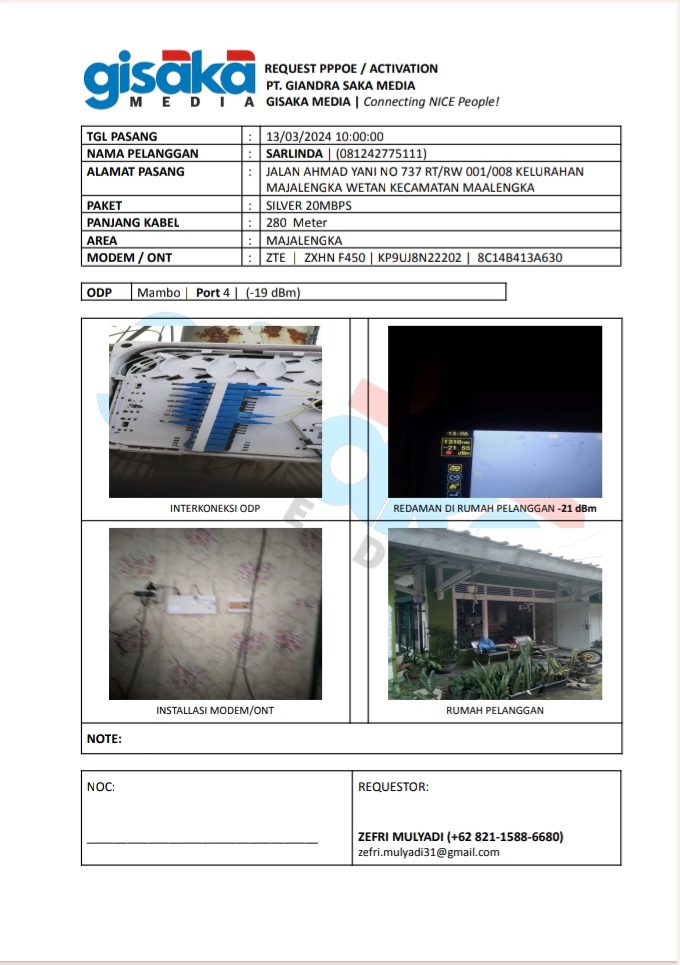 gisaka
MEDIA
REQUEST PPPOE / ACTIVATION
PT. GIANDRA SAKA MEDIA
GISAKA MEDIA | Connecting NICE People!
TGL PASANG : 13/03/2024 10:00:00
NAMA PELANGGAN : SARLINDA | (081242775111)
ALAMAT PASANG : JALAN AHMAD YANI NO 737 RT/RW 001/008 KELURAHAN
MAJALENGKA WETAN KECAMATAN MAALENGKA
PAKET : SILVER 20MBPS
PANJANG KABEL : 280 Meter
AREA : MAJALENGKA
MODEM / ONT : ZTE | ZXHN F450 | KP9UJ8N22202 | 8C14B413A630
ODP Mambo | Port 4 | (-19 dBm)
-13:06
1310nm
-21.55
dBm
INTERKONEKSI ODP
REDAMAN DI RUMAH PELANGGAN -21 dBm
INSTALLASI MODEM/ONT
RUMAH PELANGGAN
NOTE:
NOC:
REQUESTOR:
ZEFRI MULYADI (+62 821-1588-6680)
zefri.mulyadi31@gmail.com